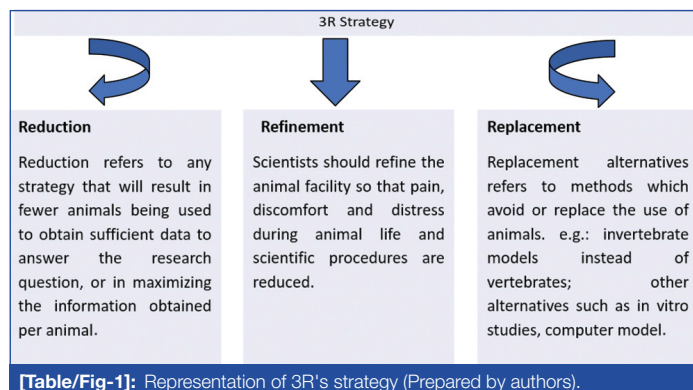 3R Strategy
Reduction
Reduction refers to any
strategy that will result in
fewer animals being used
to obtain sufficient data to
answer the research
question, or in maximizing
the information obtained
per animal.
Refinement
Scientists should refine the
animal facility so that pain,
discomfort and distress
during animal life and
scientific procedures are
reduced.
Replacement
Replacement alternatives
refers to methods which
avoid or replace the use of
animals. e.g.: invertebrate
models instead of
vertebrates; other
alternatives such as in vitro
studies, computer model.
[Table/Fig-1]: Representation of 3R's strategy (Prepared by authors).